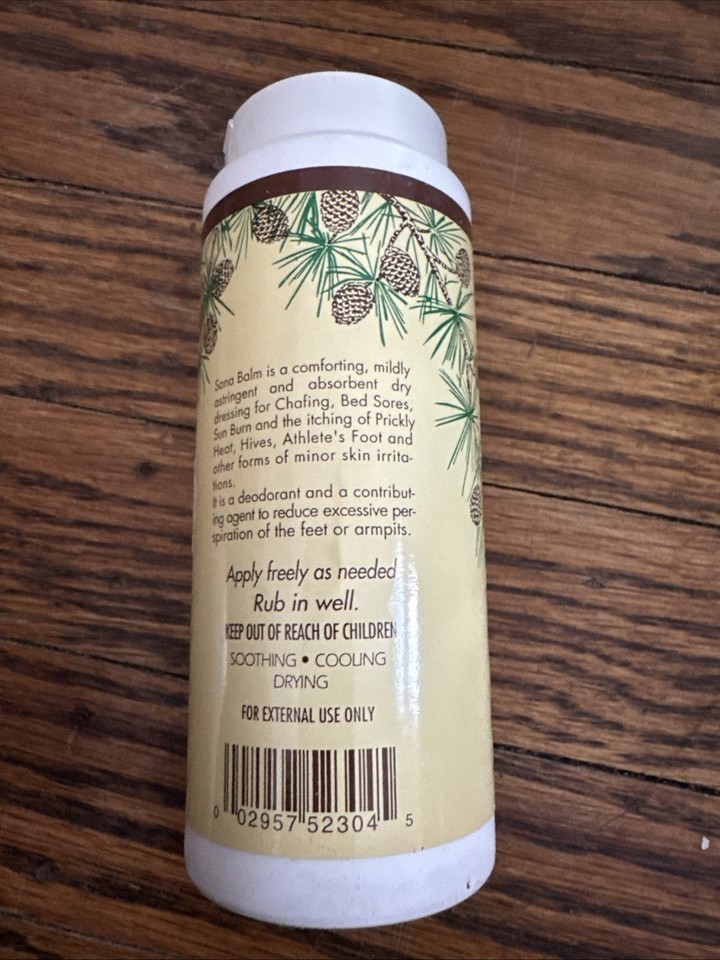 Sana Balm is a comforting, mildly
astringent and absorbent dry
dressing for Chafing, Bed Sores,
Sun Burn and the itching of Prickly
Heat, Hives, Athlete's Foot and
other forms of minor skin irrita-
tions.
It is a deodorant and a contribut-
ing agent to reduce excessive per-
spiration of the feet or armpits.
Apply freely as needed
Rub in well.
KEEP OUT OF REACH OF CHILDREN
SOOTHING • COOLING
DRYING
FOR EXTERNAL USE ONLY
0 02957 52304 5